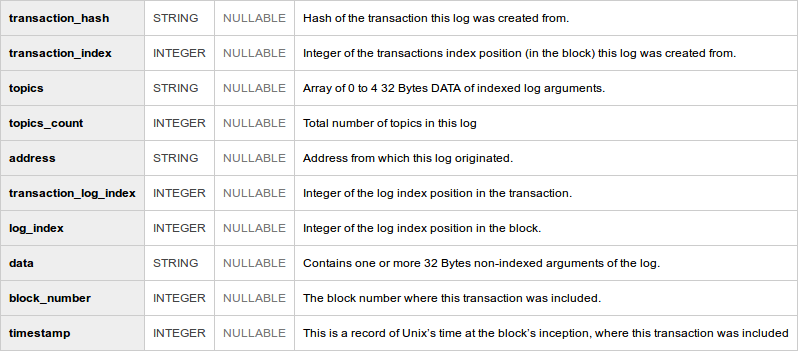 transaction_hash STRING NULLABLE Hash of the transaction this log was created from.
transaction_index INTEGER NULLABLE Integer of the transactions index position (in the block) this log was created from.
topics STRING NULLABLE Array of 0 to 4 32 Bytes DATA of indexed log arguments.
topics_count INTEGER NULLABLE Total number of topics in this log
address STRING NULLABLE Address from which this log originated.
transaction_log_index INTEGER NULLABLE Integer of the log index position in the transaction.
log_index INTEGER NULLABLE Integer of the log index position in the block.
data STRING NULLABLE Contains one or more 32 Bytes non-indexed arguments of the log.
block_number INTEGER NULLABLE The block number where this transaction was included.
timestamp INTEGER NULLABLE This is a record of Unix's time at the block's inception, where this transaction was included